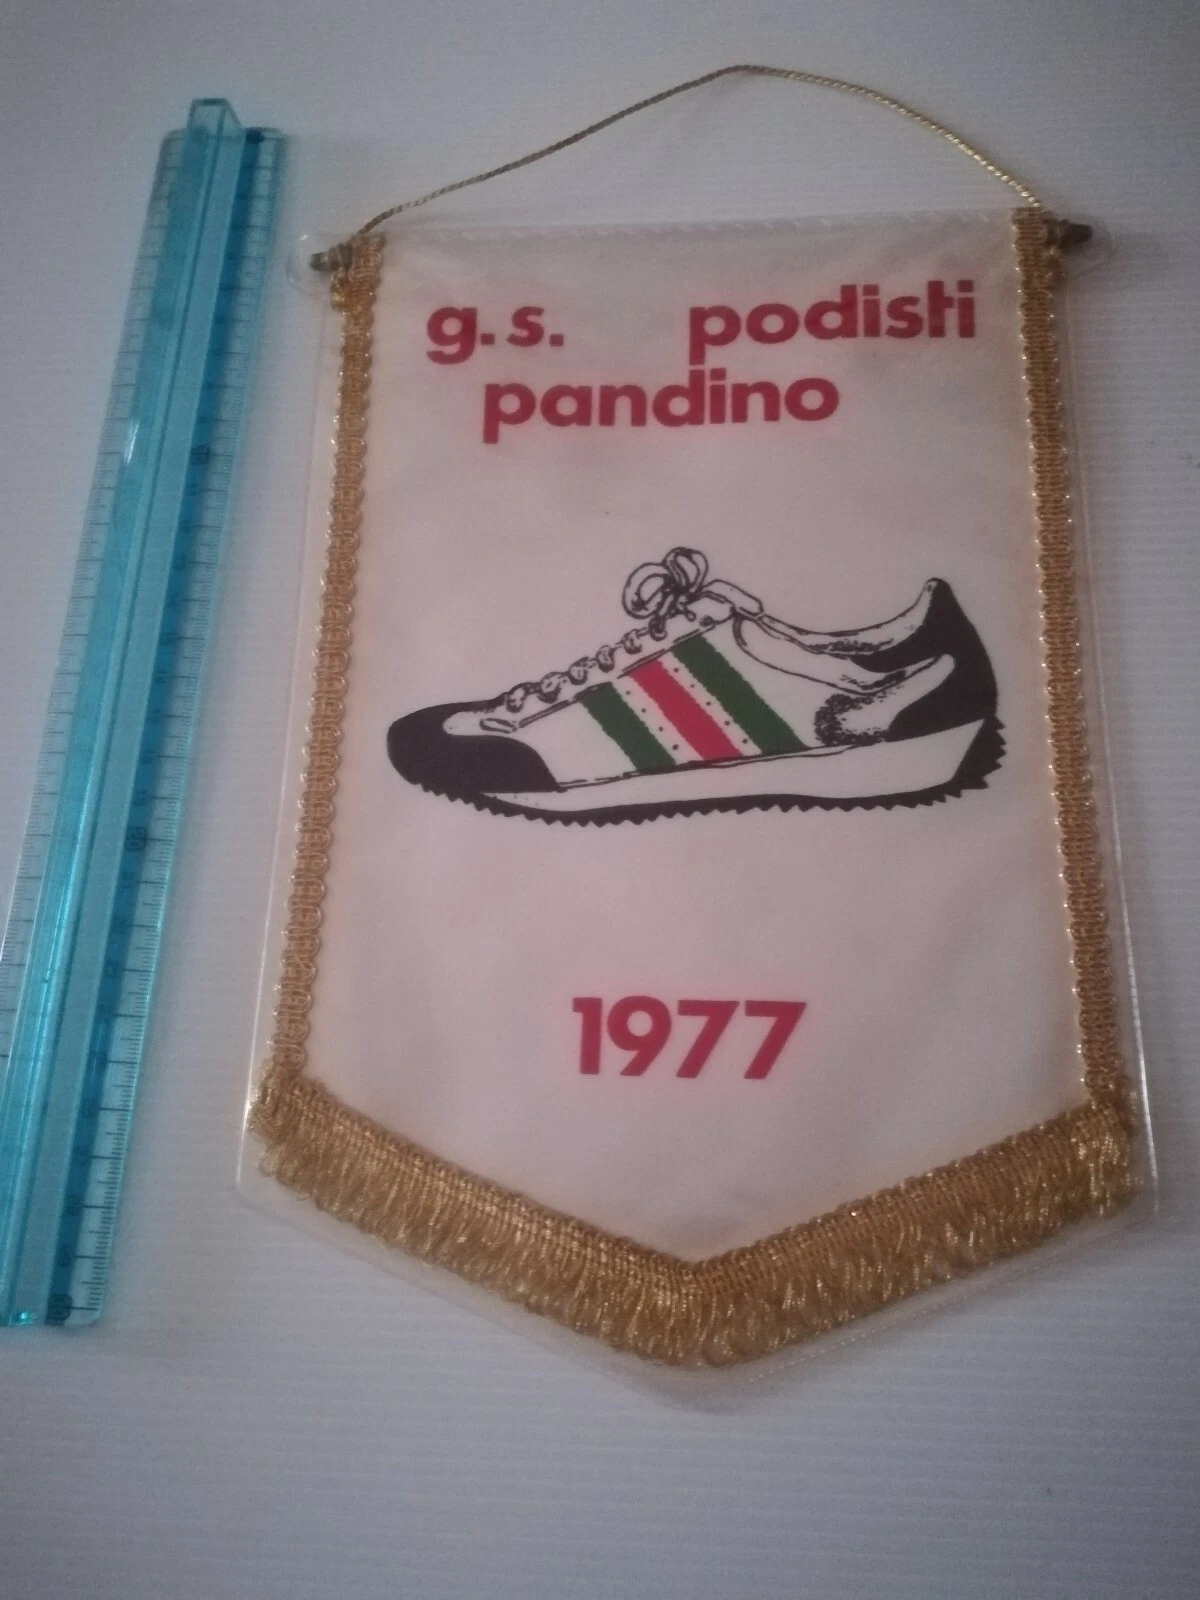 g.s. podisti
pandino
1977